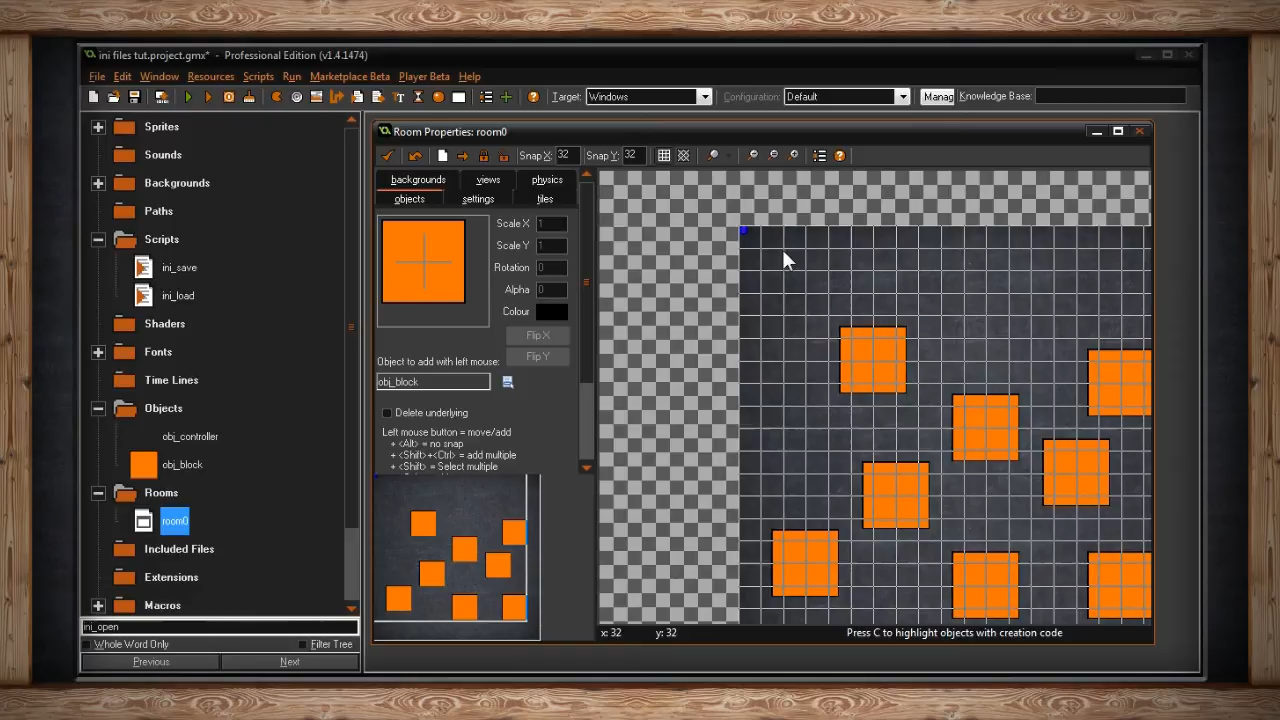 ini files tut.project.gmx* - Professional Edition (v1.4.1474)
File Edit Window Resources Scripts Run Marketplace Beta Player Beta Help
Target: Windows Configuration: Default Manag Knowledge Base:
Sprites
Sounds
Backgrounds
Paths
Scripts
ini_save
ini_load
Shaders
Fonts
Time Lines
Objects
obj_controller
obj_block
Rooms
room0
Included Files
Extensions
Macros
ini_open
Whole Word Only Filter Tree
Previous Next
Room Properties: room0
Snap X: 32 Snap Y: 32
backgrounds views physics
objects settings tiles
Scale X 1
Scale Y 1
Rotation 0
Alpha 0
Colour
Flip X
Flip Y
Object to add with left mouse:
obj_block
Delete underlying
Left mouse button = move/add
+ <Alt> = no snap
+ <Shift>+<Ctrl> = add multiple
+ <Shift> = Select multiple
x: 32 y: 32 Press C to highlight objects with creation code